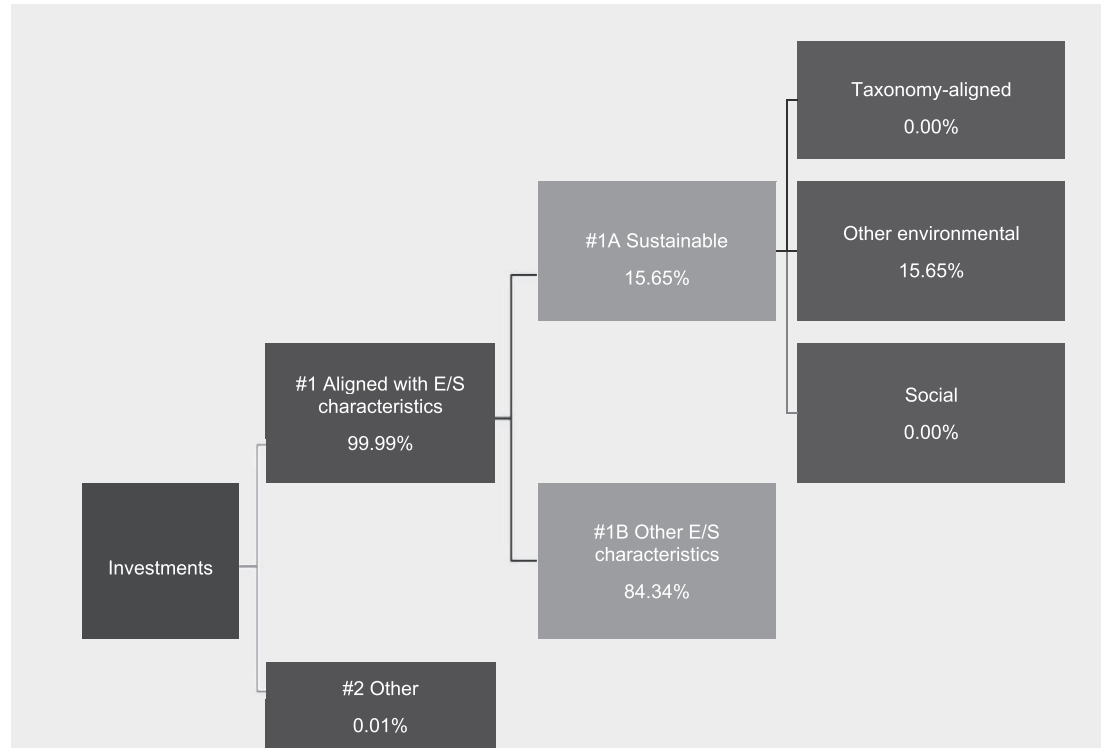 Taxonomy-aligned
0.00%
#1A Sustainable
15.65%
Other environmental
15.65%
#1 Aligned with E/S
characteristics
99.99%
Social
0.00%
Investments
#1B Other E/S
characteristics
84.34%
#2 Other
0.01%